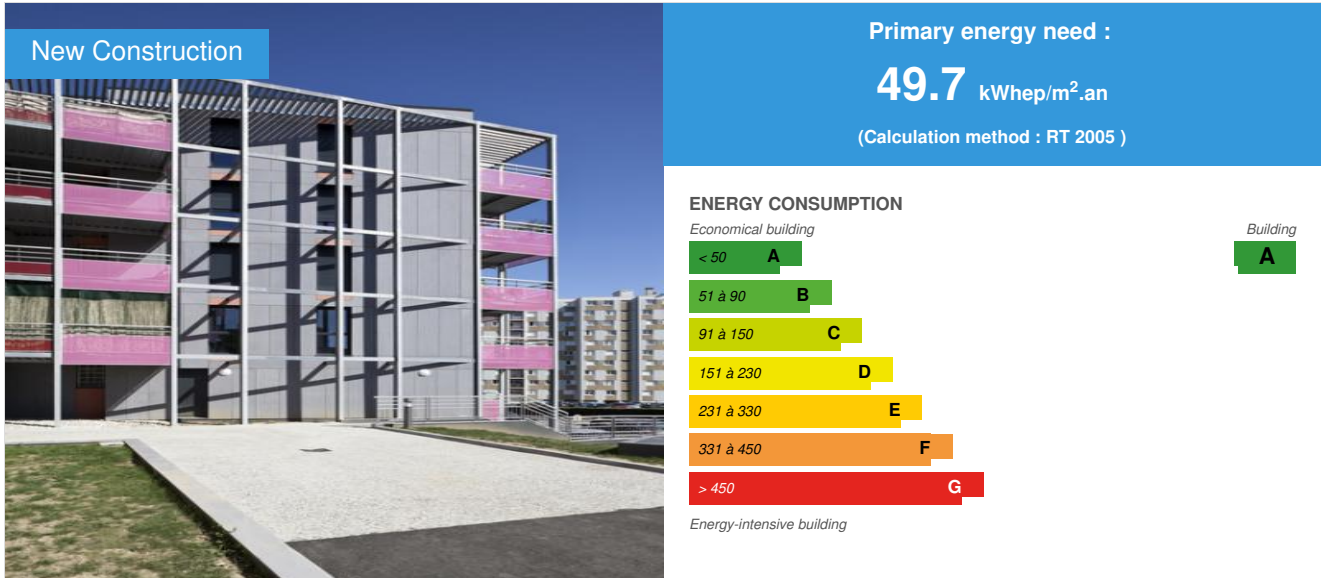 New Construction
Primary energy need :
49.7 kWhep/m².an
(Calculation method : RT 2005 )
ENERGY CONSUMPTION
Economical building
Building
< 50 A
A
51 à 90 B
91 à 150 C
151 à 230 D
231 à 330 E
331 à 450 F
> 450 G
Energy-intensive building